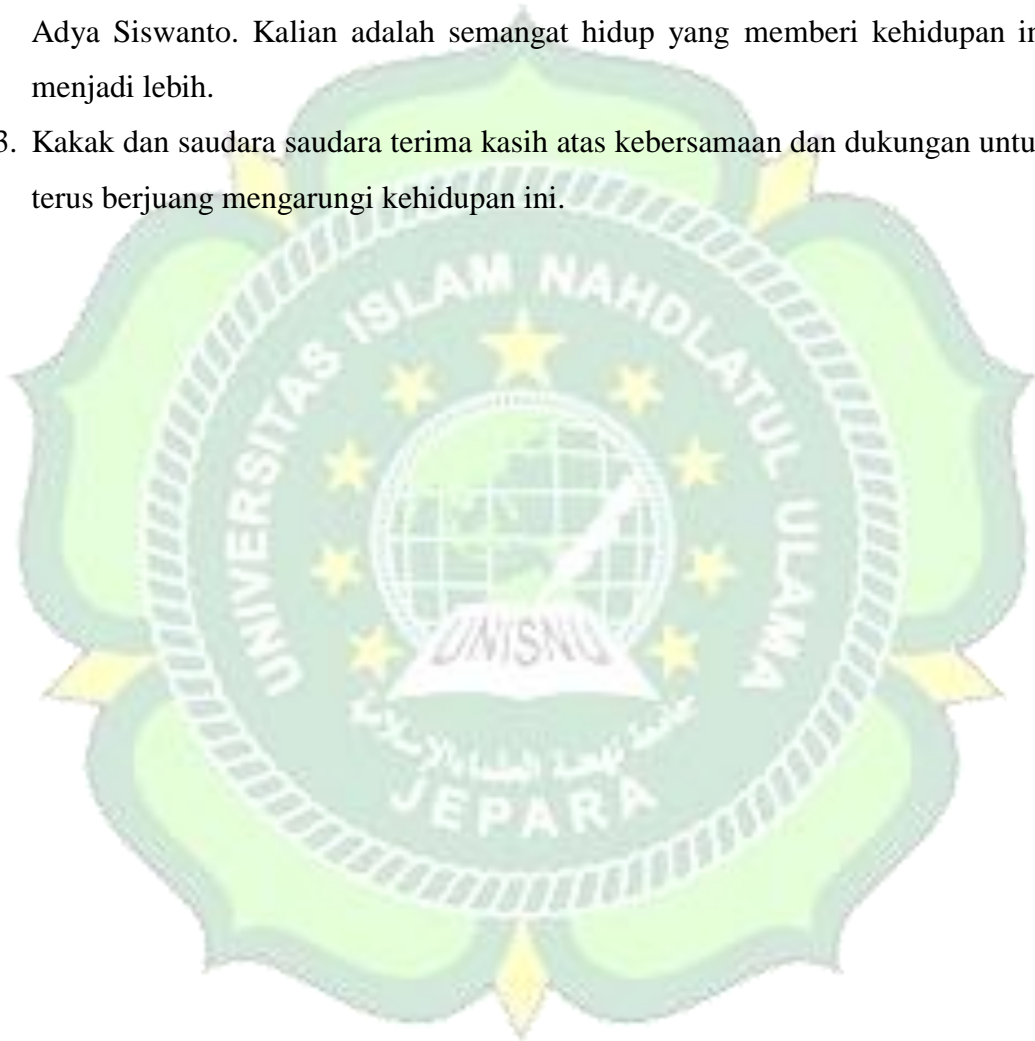 Adya Siswanto. Kalian adalah semangat hidup yang memberi kehidupan in
menjadi lebih.
3. Kakak dan saudara saudara terima kasih atas kebersamaan dan dukungan untu
terus berjuang mengarungi kehidupan ini.
UNIVERSITAS ISLAM NAHDLATUL ULAMA
UNISNU
JEPARA